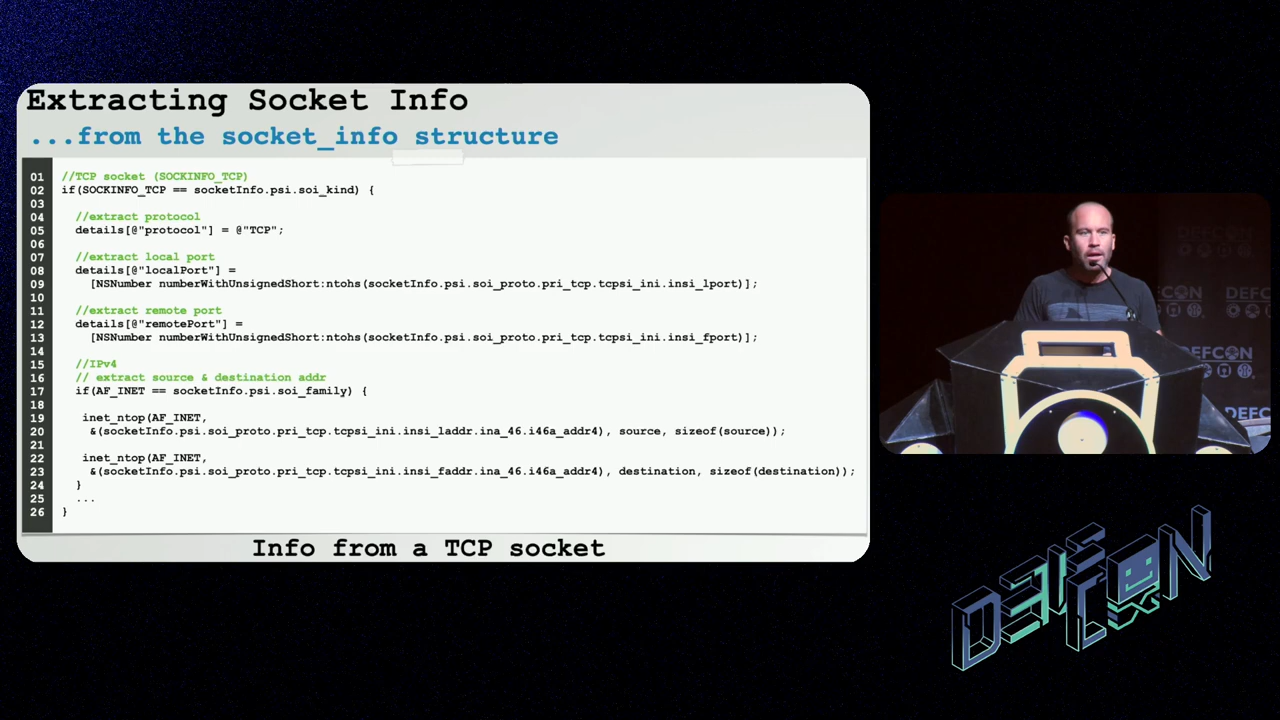 Extracting Socket Info
...from the socket_info structure
01 //TCP socket (SOCKINFO_TCP)
02 if(SOCKINFO_TCP == socketInfo.psi.soi_kind) {
03
04 //extract protocol
05 details[@"protocol"] = @"TCP";
06
07 //extract local port
08 details[@"localPort"] =
09 [NSNumber numberWithUnsignedShort:ntohs(socketInfo.psi.soi_proto.pri_tcp.tcpsi_ini.insi_lport)];
10
11 //extract remote port
12 details[@"remotePort"] =
13 [NSNumber numberWithUnsignedShort:ntohs(socketInfo.psi.soi_proto.pri_tcp.tcpsi_ini.insi_fport)];
14
15 //IPv4
16 // extract source & destination addr
17 if(AF_INET == socketInfo.psi.soi_family) {
18
19 inet_ntop(AF_INET,
20 &(socketInfo.psi.soi_proto.pri_tcp.tcpsi_ini.insi_laddr.ina_46.i46a_addr4), source, sizeof(source));
21
22 inet_ntop(AF_INET,
23 &(socketInfo.psi.soi_proto.pri_tcp.tcpsi_ini.insi_faddr.ina_46.i46a_addr4), destination, sizeof(destination));
24 }
25 ...
26 }
Info from a TCP socket
DEFCON
DEFC
DEFCON
DEFCON